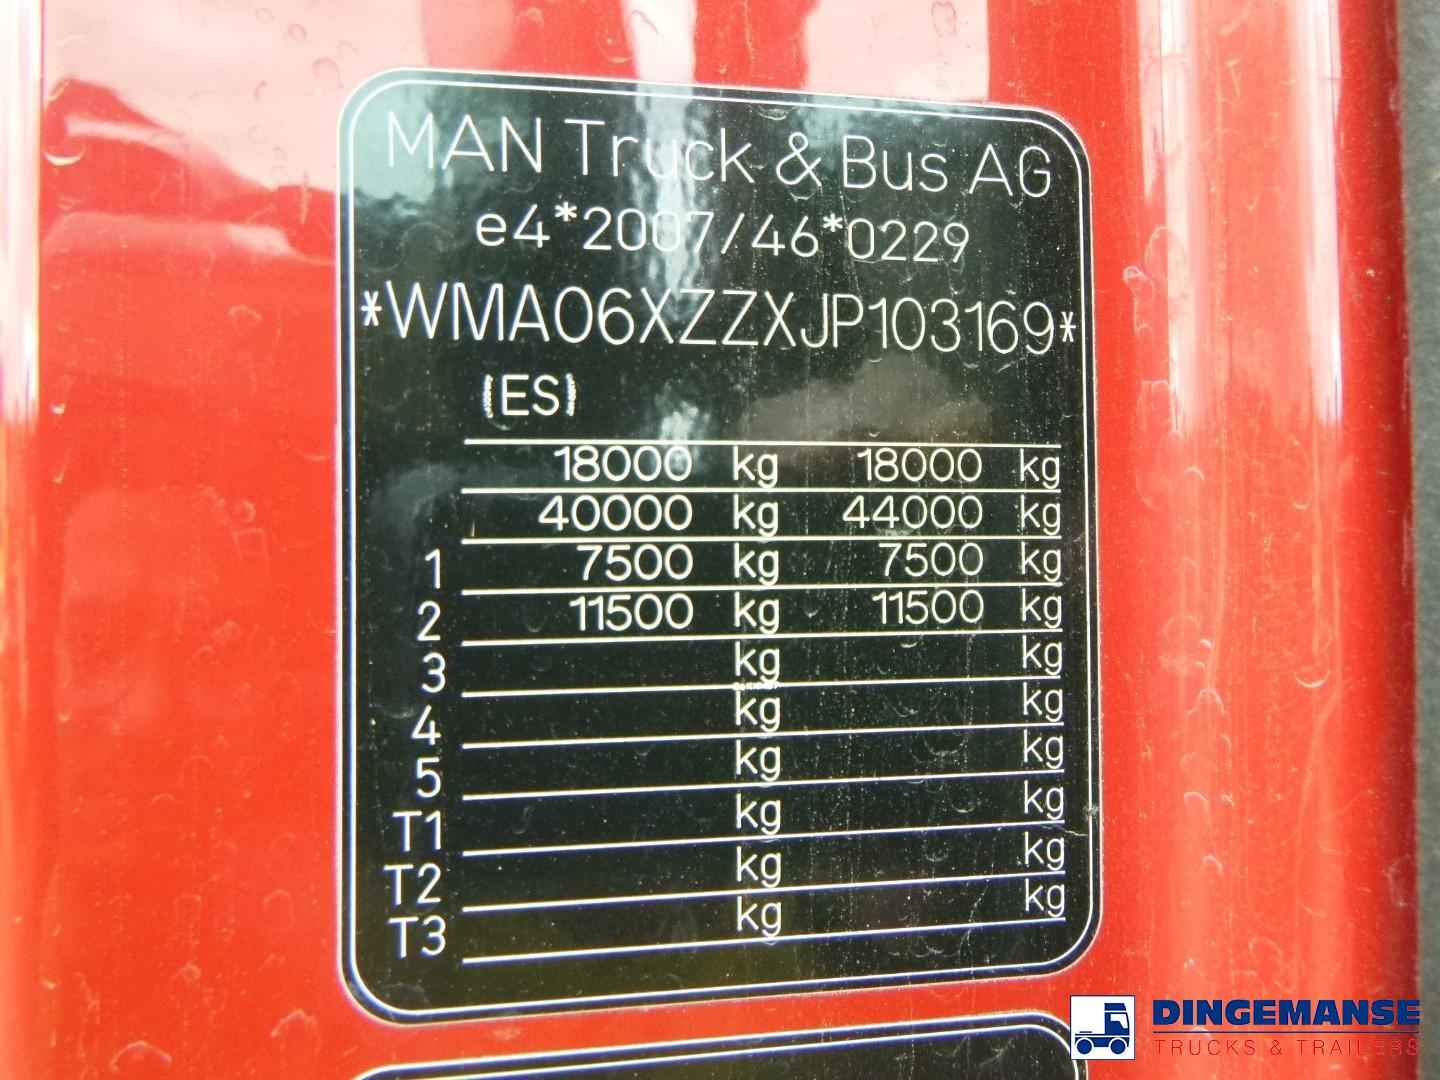 MAN Truck & Bus AG
e4*2007/46*0229
*WMA06XZZXJP103169*
(ES)
18000 kg 18000 kg
40000 kg 44000 kg
1 7500 kg 7500 kg
2 11500 kg 11500 kg
3 kg kg
4 kg kg
5 kg kg
T1 kg kg
T2 kg kg
T3 kg kg
DINGEMANSE
TRUCKS & TRAILERS